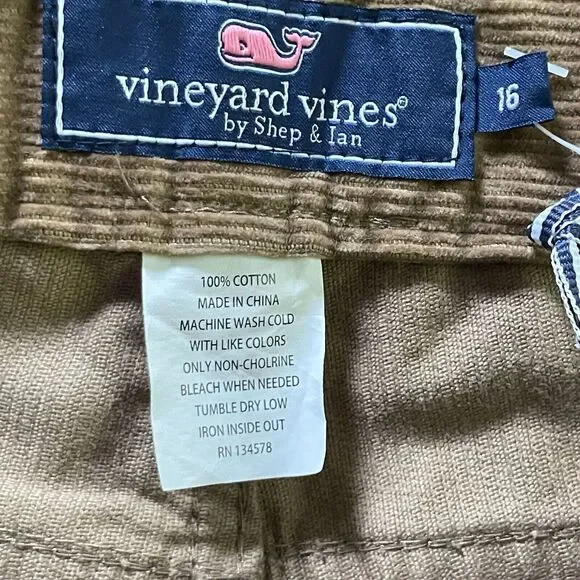 vineyard vines®
by Shep & Ian
16
100% COTTON
MADE IN CHINA
MACHINE WASH COLD
WITH LIKE COLORS
ONLY NON-CHOLRINE
BLEACH WHEN NEEDED
TUMBLE DRY LOW
IRON INSIDE OUT
RN 134578